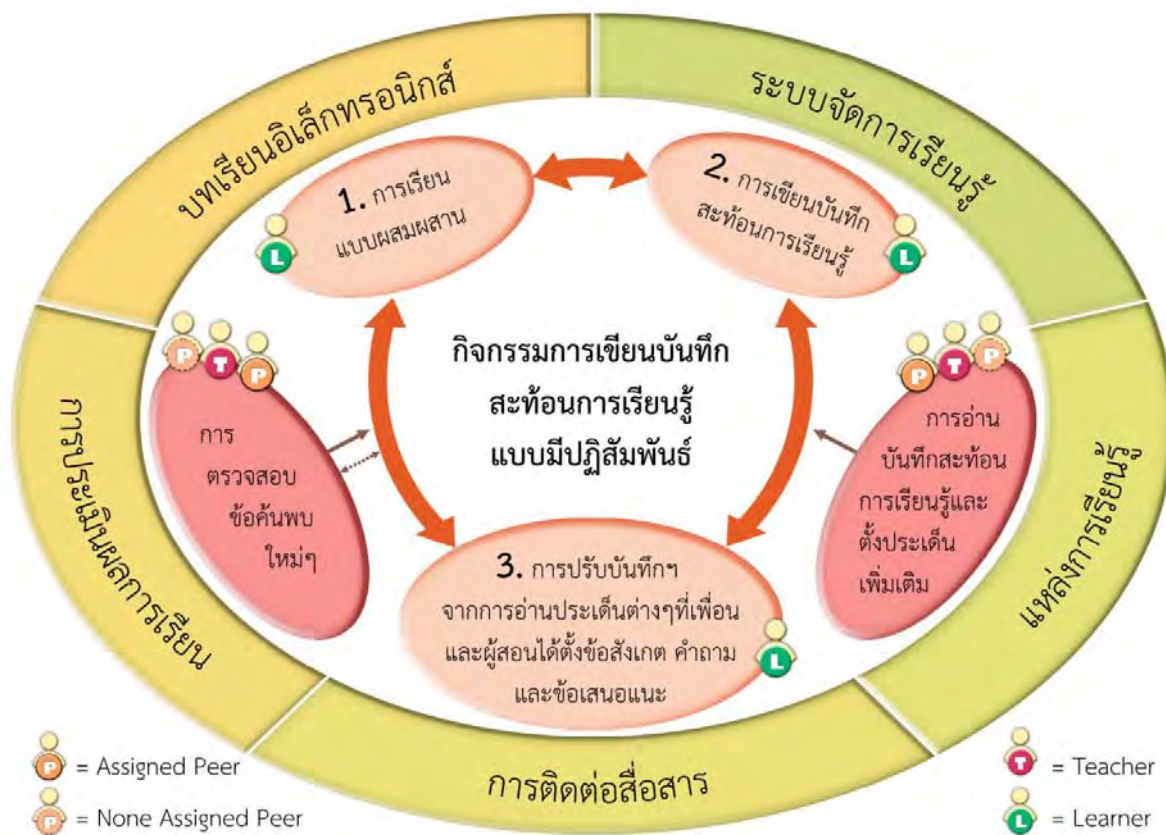 บทเรียนอิเล็กทรอนิกส์
ระบบจัดการเรียนรู้
1. การเรียน
แบบผสมผสาน
L
2. การเขียนบันทึก
สะท้อนการเรียนรู้
L
กิจกรรมการเขียนบันทึก
สะท้อนการเรียนรู้
แบบมีปฏิสัมพันธ์
P T P
การ
ตรวจสอบ
ข้อค้นพบ
ใหม่ๆ
P T P
การอ่าน
บันทึกสะท้อน
การเรียนรู้และ
ตั้งประเด็น
เพิ่มเติม
3. การปรับบันทึกฯ
จากการอ่านประเด็นต่างๆที่เพื่อน
และผู้สอนได้ตั้งข้อสังเกต คำถาม
และข้อเสนอแนะ
L
การประเมินผลการเรียน
แหล่งการเรียนรู้
การติดต่อสื่อสาร
P = Assigned Peer
P = None Assigned Peer
T = Teacher
L = Learner